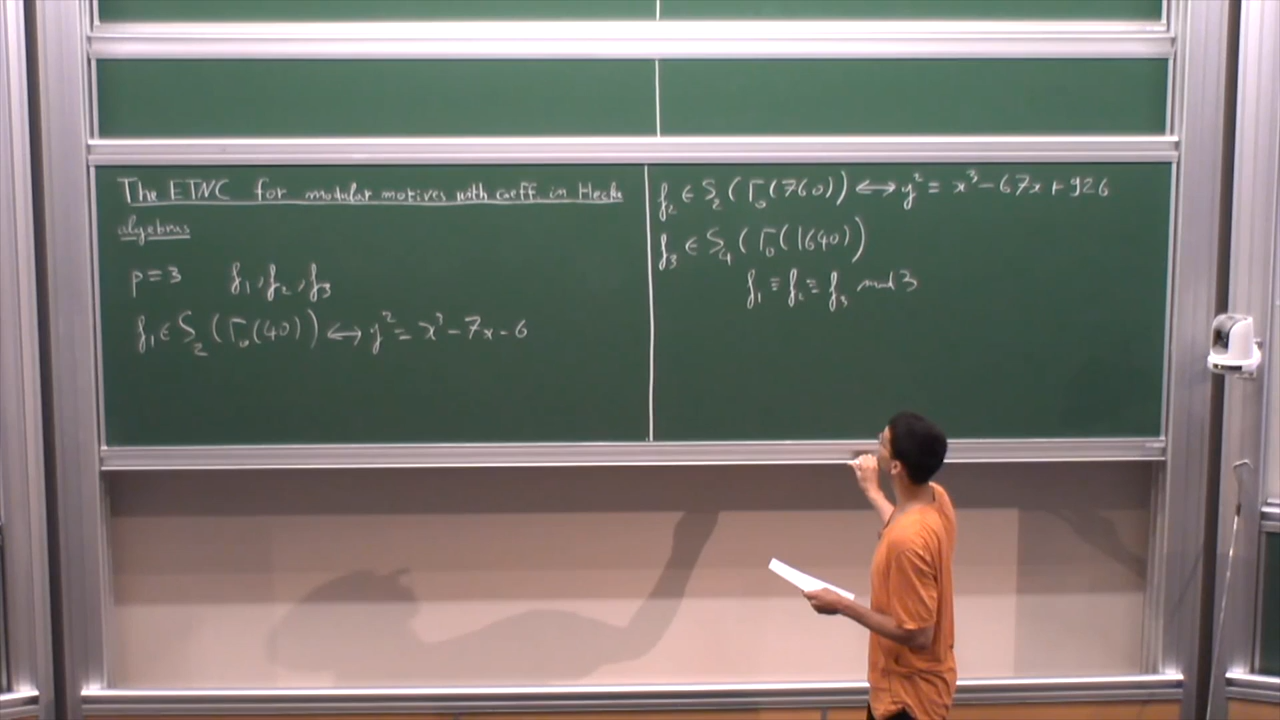 The ETNC for modular motives with coeff. in Hecke
algebras
p = 3 f₁, f₂, f₃
f₁ ∈ S₂(Γ₀(40)) ↔ y² = x³ − 7x − 6
f₂ ∈ S₂(Γ₀(760)) ↔ y² = x³ − 67x + 926
f₃ ∈ S₄(Γ₀(1640))
f₁ ≡ f₂ ≡ f₃ mod 3